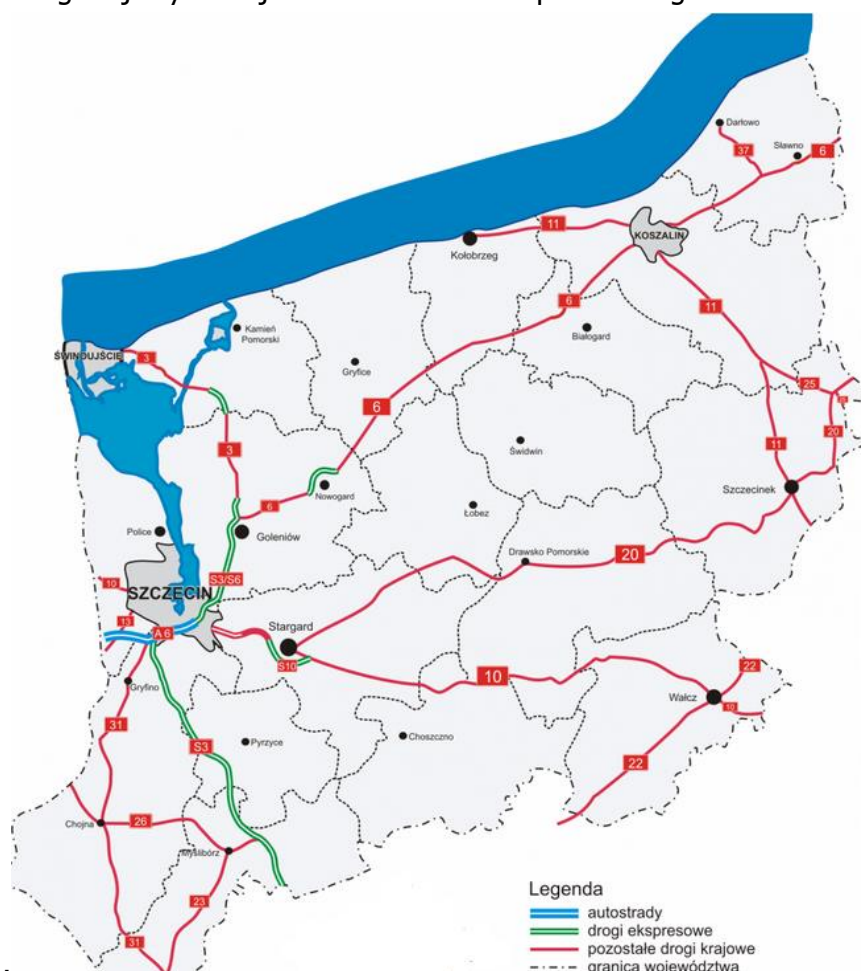 Darłowo
37
Sławno
6
11
KOSZALIN
Kołobrzeg
11
6
Kamień
Pomorski
Białogard
ŚWINOUJŚCIE
3
Gryfice
25
6
11
20
3
Świdwin
Szczecinek
Nowogard
6
Łobez
Police
Goleniów
Drawsko Pomorskie
20
10
S3/S6
SZCZECIN
13
A 6
Stargard
S10
10
22
Gryfino
Wałcz
10
31
S3
Pyrzyce
Choszczno
22
Chojna
26
Myślibórz
23
31
Legenda
autostrady
drogi ekspresowe
pozostałe drogi krajowe
granica województwa